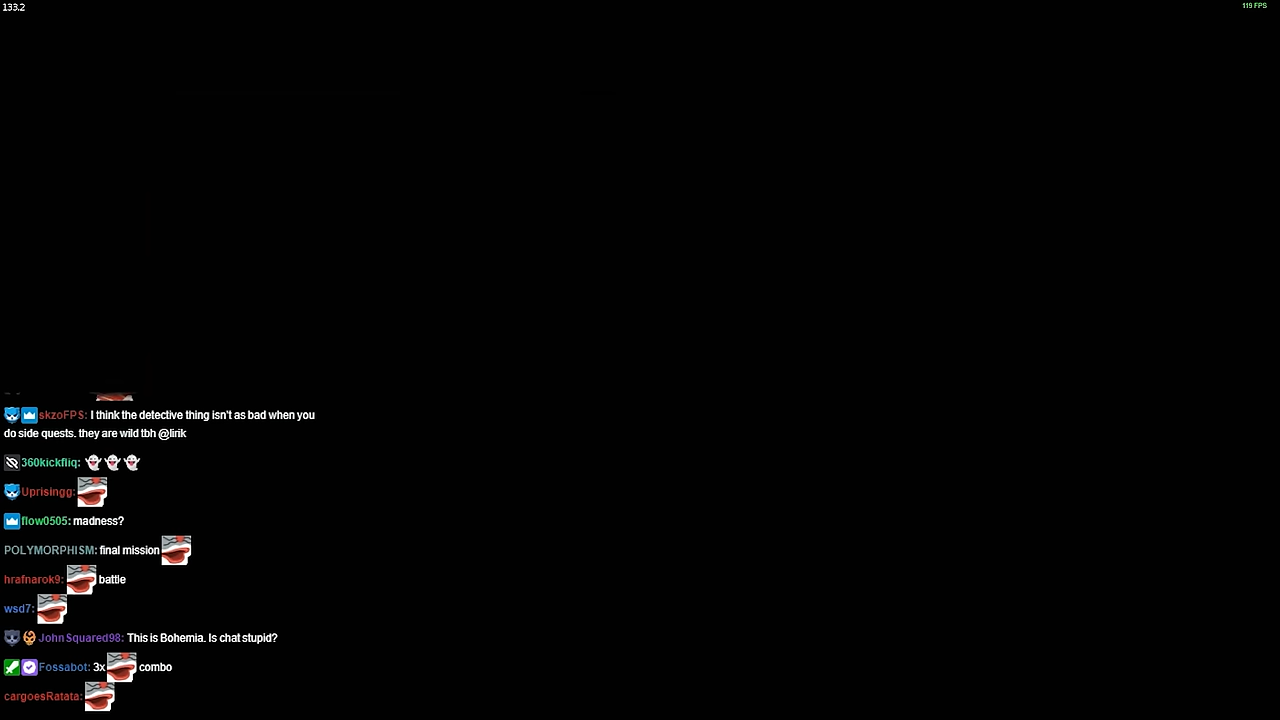 133.2
119 FPS
skzoFPS: I think the detective thing isn't as bad when you
do side quests. they are wild tbh @lirik
360kickfliq:
Uprisingg:
flow0505: madness?
POLYMORPHISM: final mission
hrafnarok9: battle
wsd7:
JohnSquared98: This is Bohemia. Is chat stupid?
Fossabot: 3x combo
cargoesRatata: